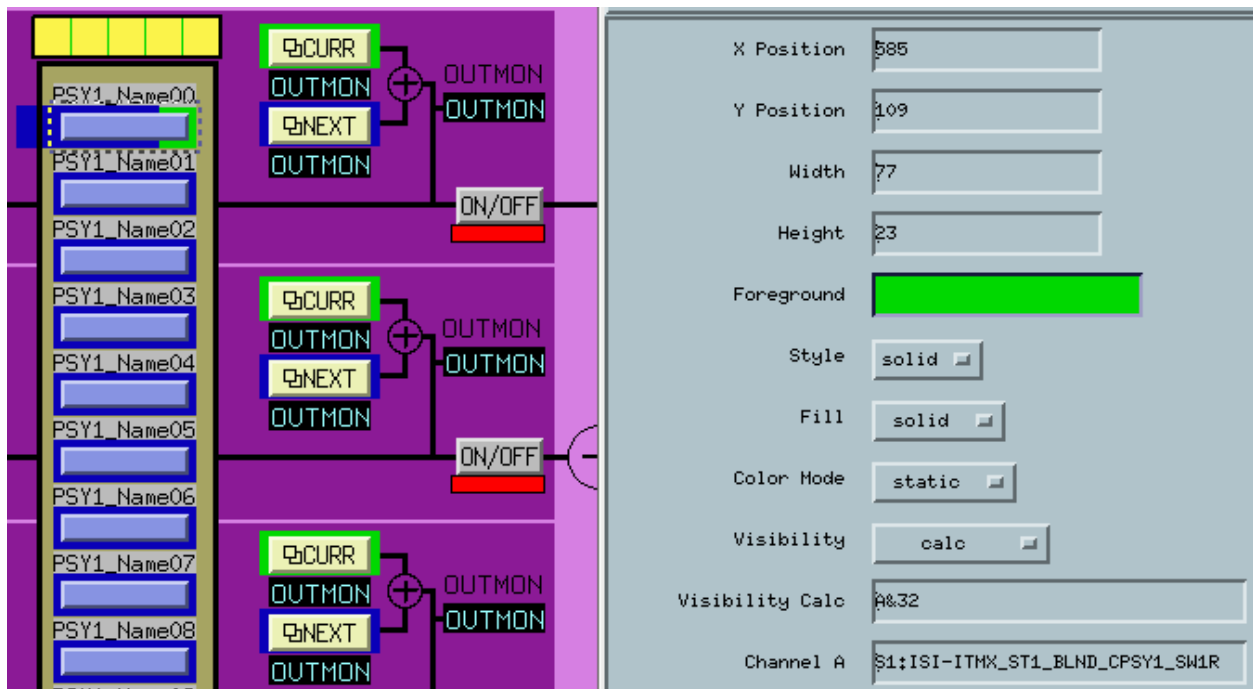 PSY1_Name00
PSY1_Name01
PSY1_Name02
PSY1_Name03
PSY1_Name04
PSY1_Name05
PSY1_Name06
PSY1_Name07
PSY1_Name08
CURR
OUTMON
NEXT
OUTMON
OUTMON
OUTMON
ON/OFF
CURR
OUTMON
NEXT
OUTMON
OUTMON
OUTMON
ON/OFF
CURR
OUTMON
NEXT
OUTMON
OUTMON
OUTMON
X Position 585
Y Position 109
Width 77
Height 23
Foreground
Style solid
Fill solid
Color Mode static
Visibility calc
Visibility Calc A&32
Channel A S1:ISI-ITMX_ST1_BLND_CPSY1_SW1R